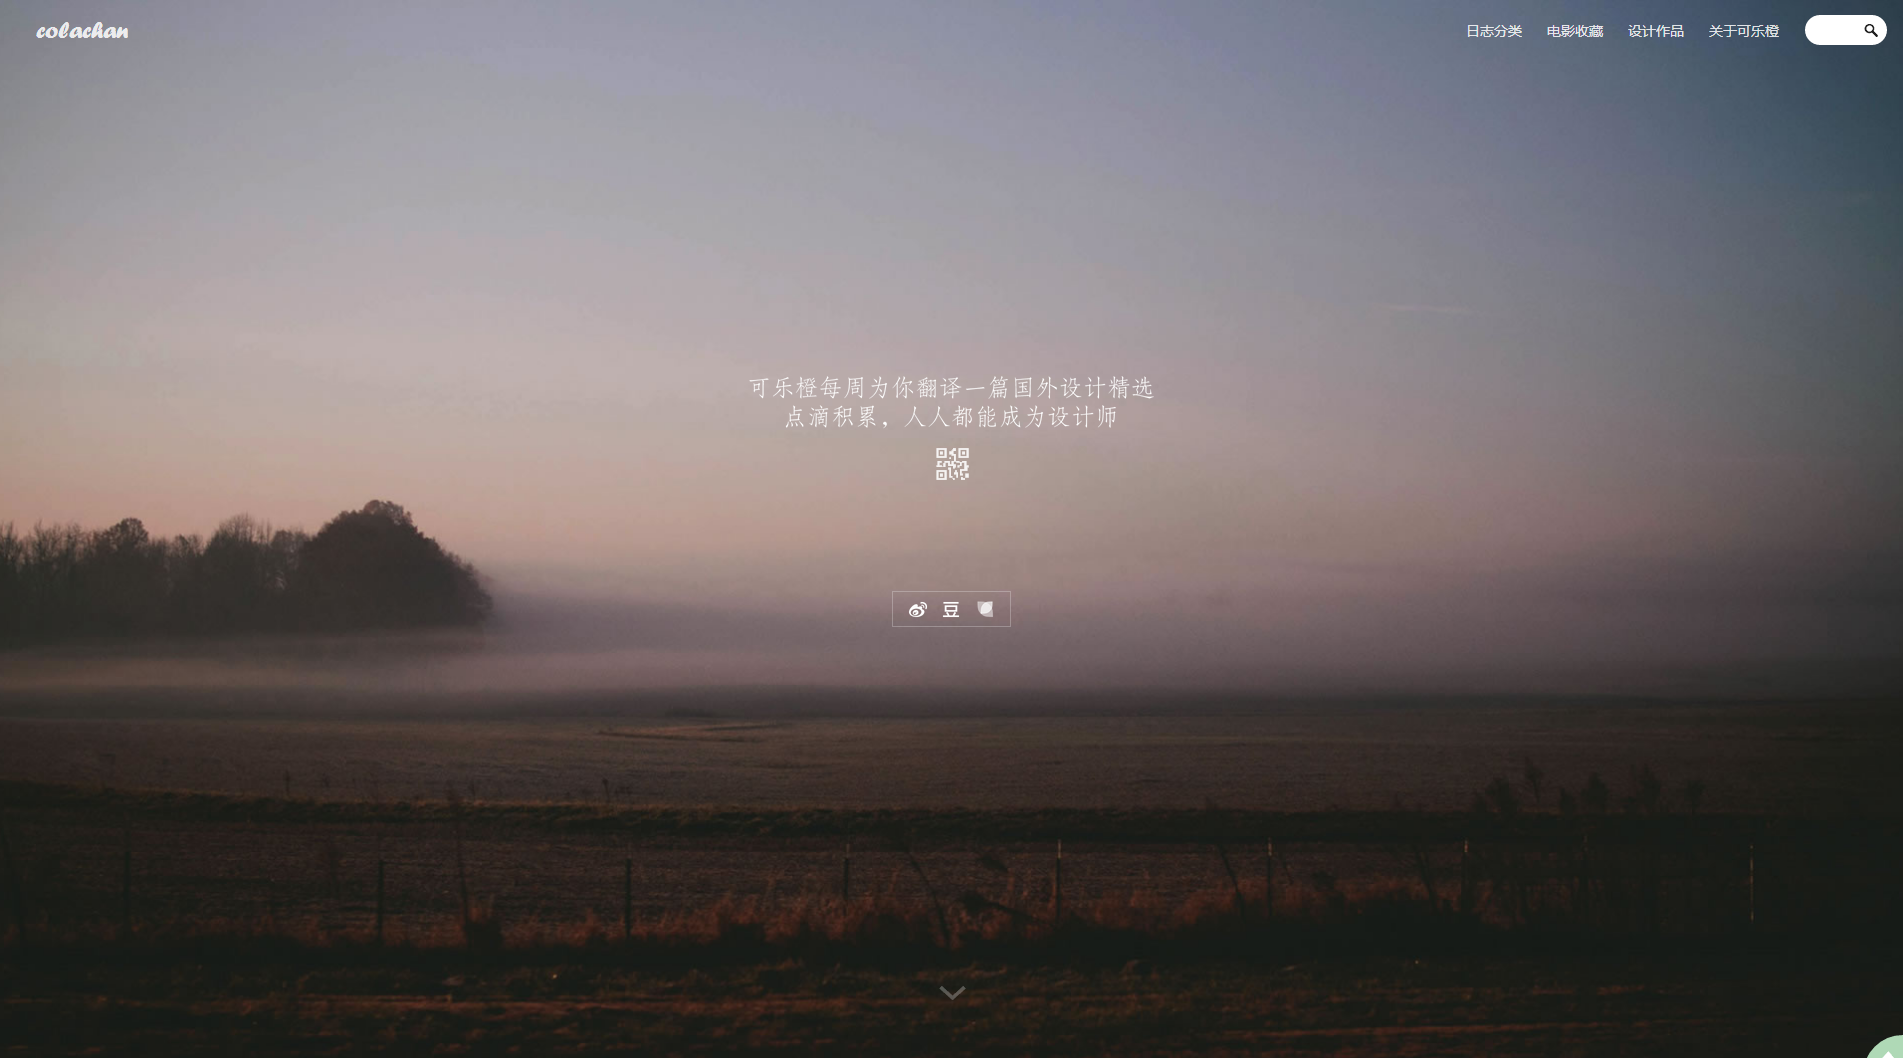 colachan
日志分类 电影收藏 设计作品 关于可乐橙
可乐橙每周为你翻译一篇国外设计精选
点滴积累，人人都能成为设计师
豆